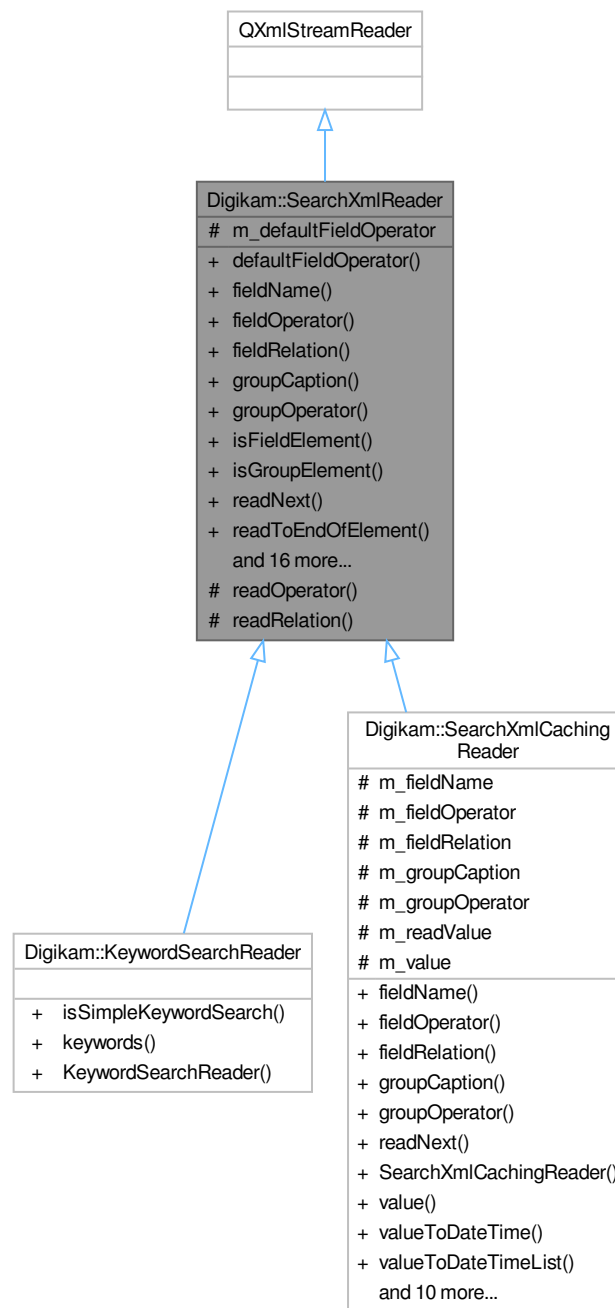 QXmlStreamReader
Digikam::SearchXmlReader
# m_defaultFieldOperator
+ defaultFieldOperator()
+ fieldName()
+ fieldOperator()
+ fieldRelation()
+ groupCaption()
+ groupOperator()
+ isFieldElement()
+ isGroupElement()
+ readNext()
+ readToEndOfElement()
and 16 more...
# readOperator()
# readRelation()
Digikam::KeywordSearchReader
+ isSimpleKeywordSearch()
+ keywords()
+ KeywordSearchReader()
Digikam::SearchXmlCaching
Reader
# m_fieldName
# m_fieldOperator
# m_fieldRelation
# m_groupCaption
# m_groupOperator
# m_readValue
# m_value
+ fieldName()
+ fieldOperator()
+ fieldRelation()
+ groupCaption()
+ groupOperator()
+ readNext()
+ SearchXmlCachingReader()
+ value()
+ valueToDateTime()
+ valueToDateTimeList()
and 10 more...